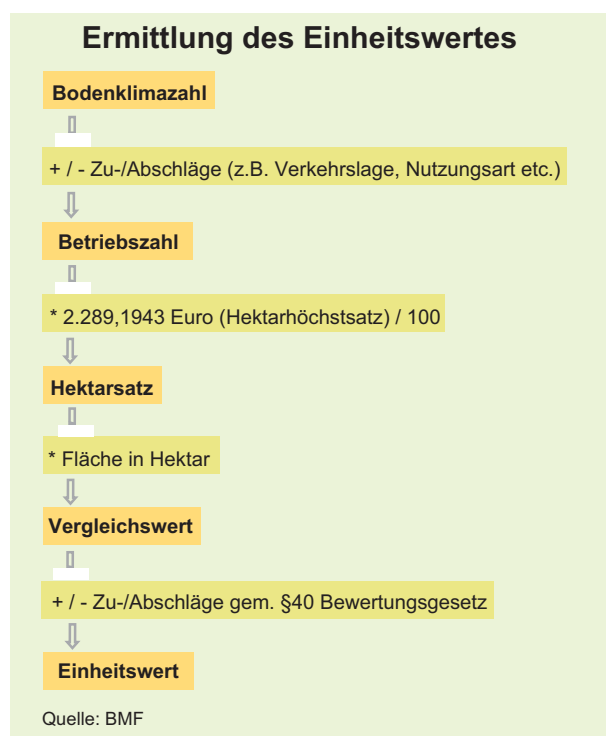 Ermittlung des Einheitswertes
Bodenklimazahl
+ / - Zu-/Abschläge (z.B. Verkehrslage, Nutzungsart etc.)
Betriebszahl
* 2.289,1943 Euro (Hektarhöchstsatz) / 100
Hektarsatz
* Fläche in Hektar
Vergleichswert
+ / - Zu-/Abschläge gem. §40 Bewertungsgesetz
Einheitswert
Quelle: BMF